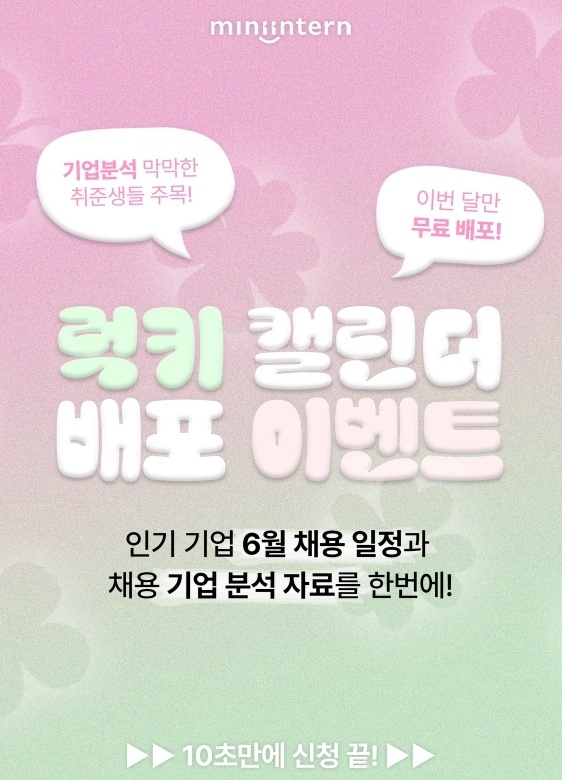 miniintern
기업분석 막막한
취준생들 주목!
이번 달만
무료 배포!
럭키 캘린더
배포 이벤트
인기 기업 6월 채용 일정과
채용 기업 분석 자료를 한번에!
▶▶ 10초만에 신청 끝! ▶▶